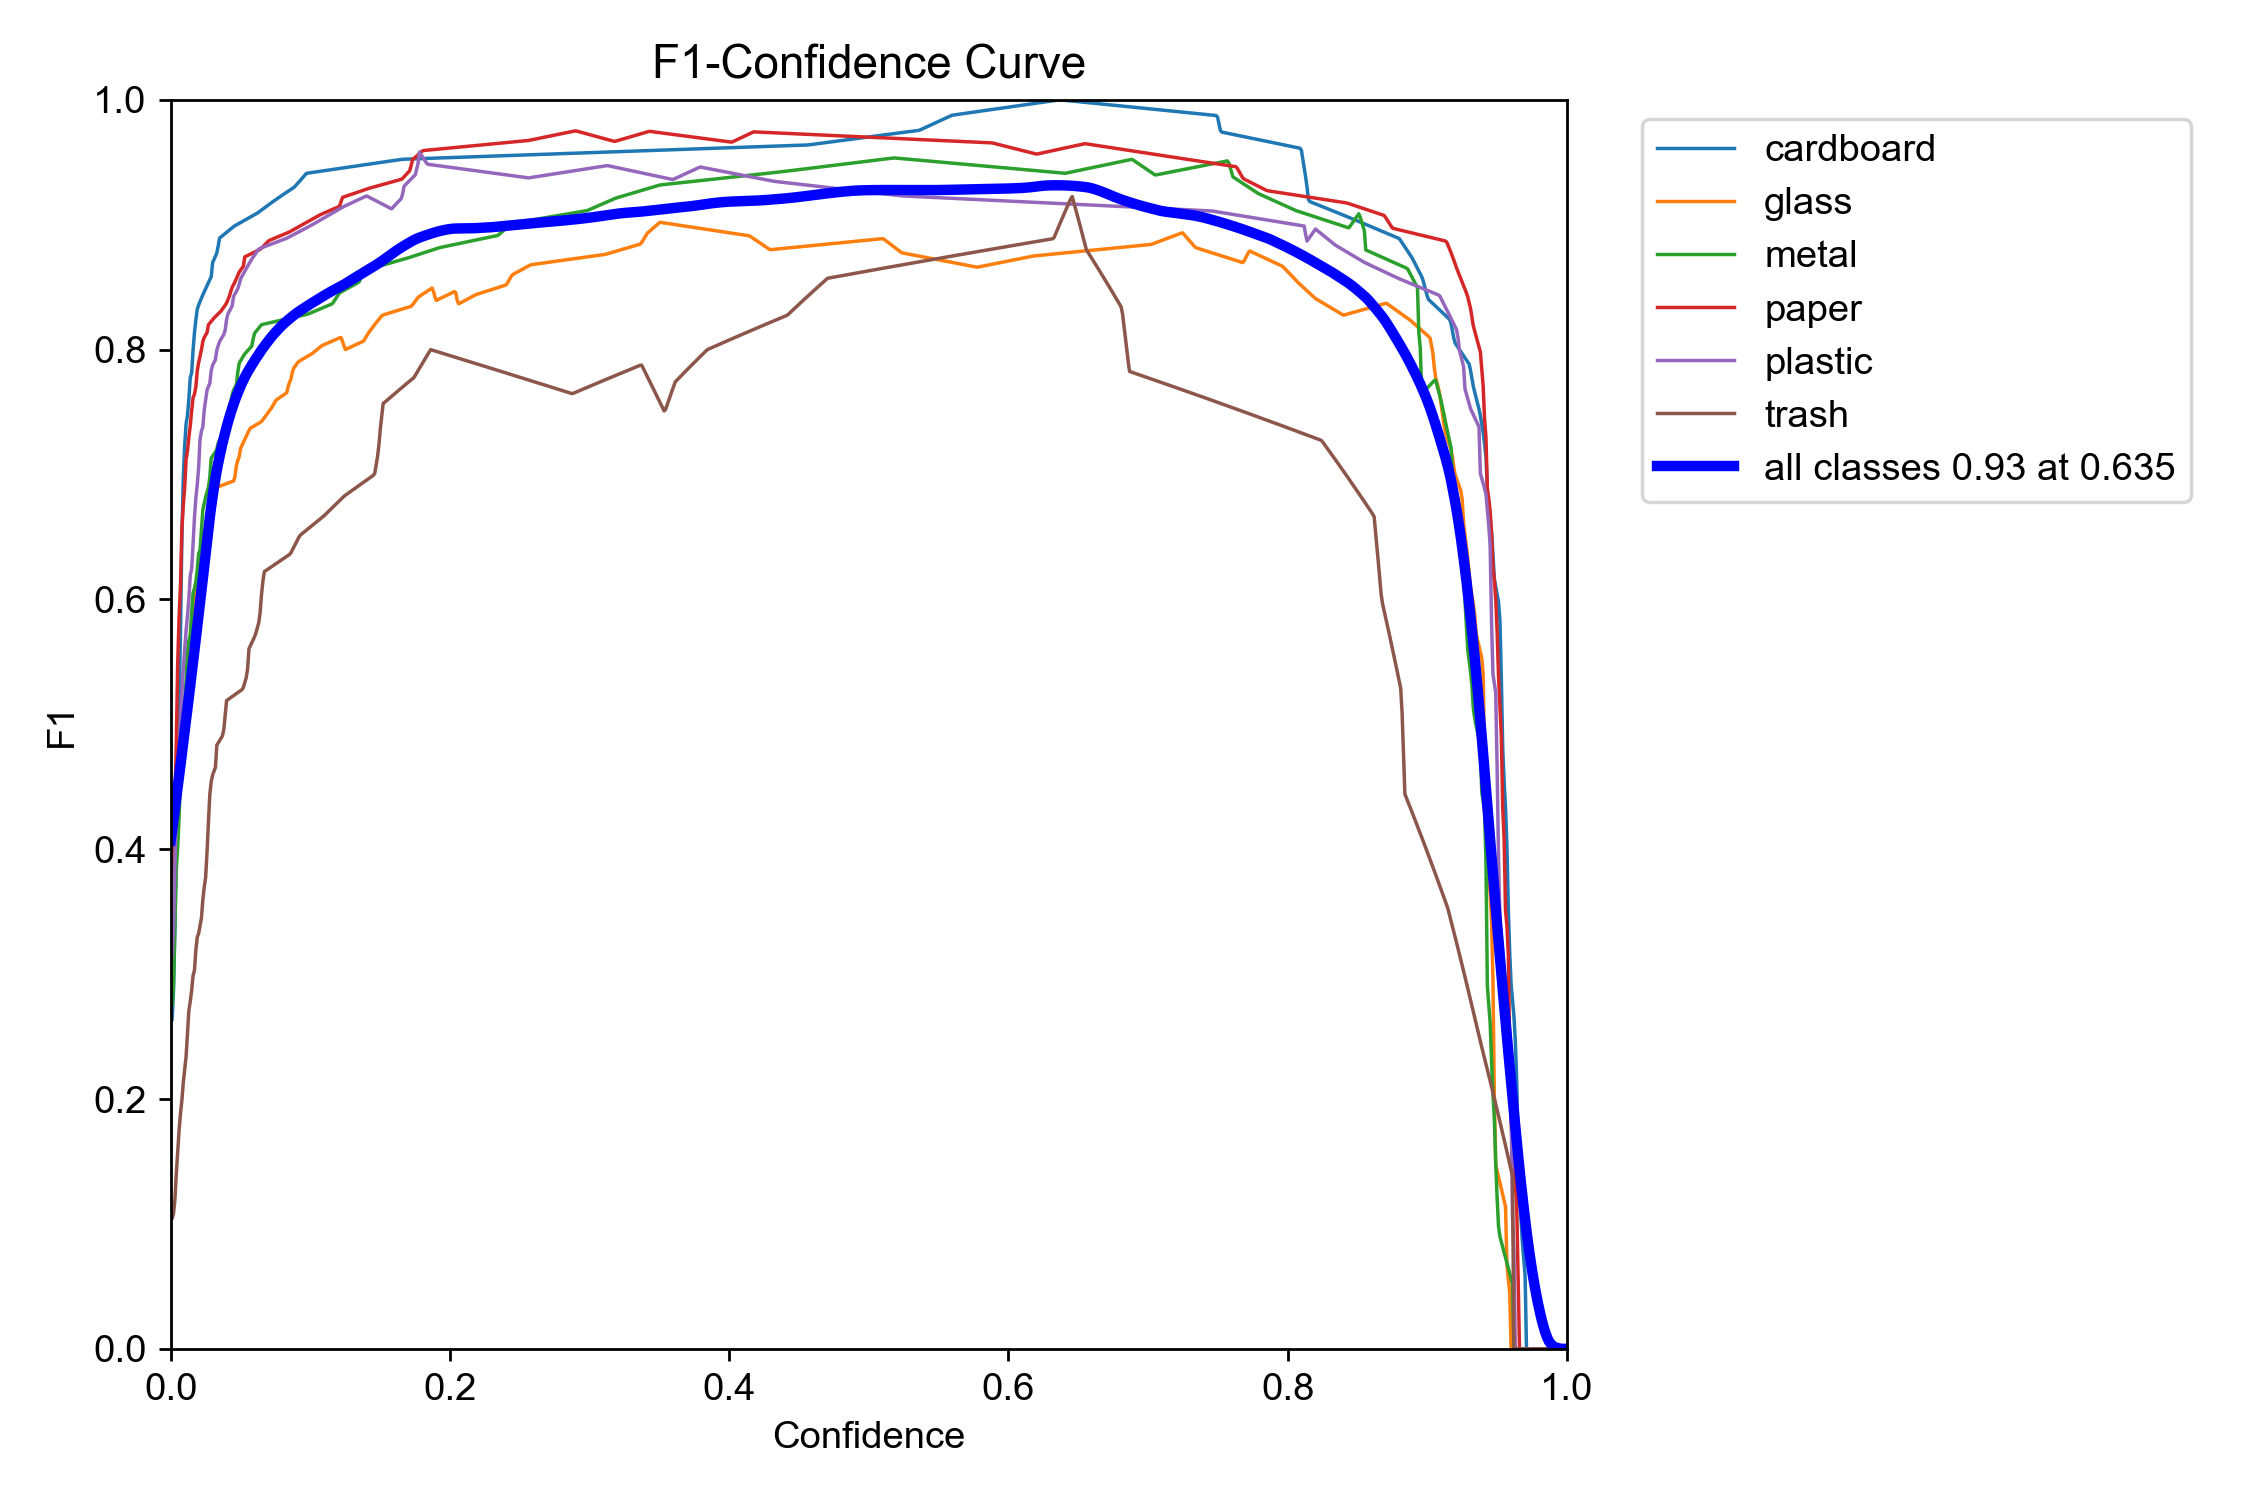 F1-Confidence Curve
1.0
0.8
0.6
0.4
0.2
0.0
F1
0.0 0.2 0.4 0.6 0.8 1.0
Confidence
cardboard
glass
metal
paper
plastic
trash
all classes 0.93 at 0.635